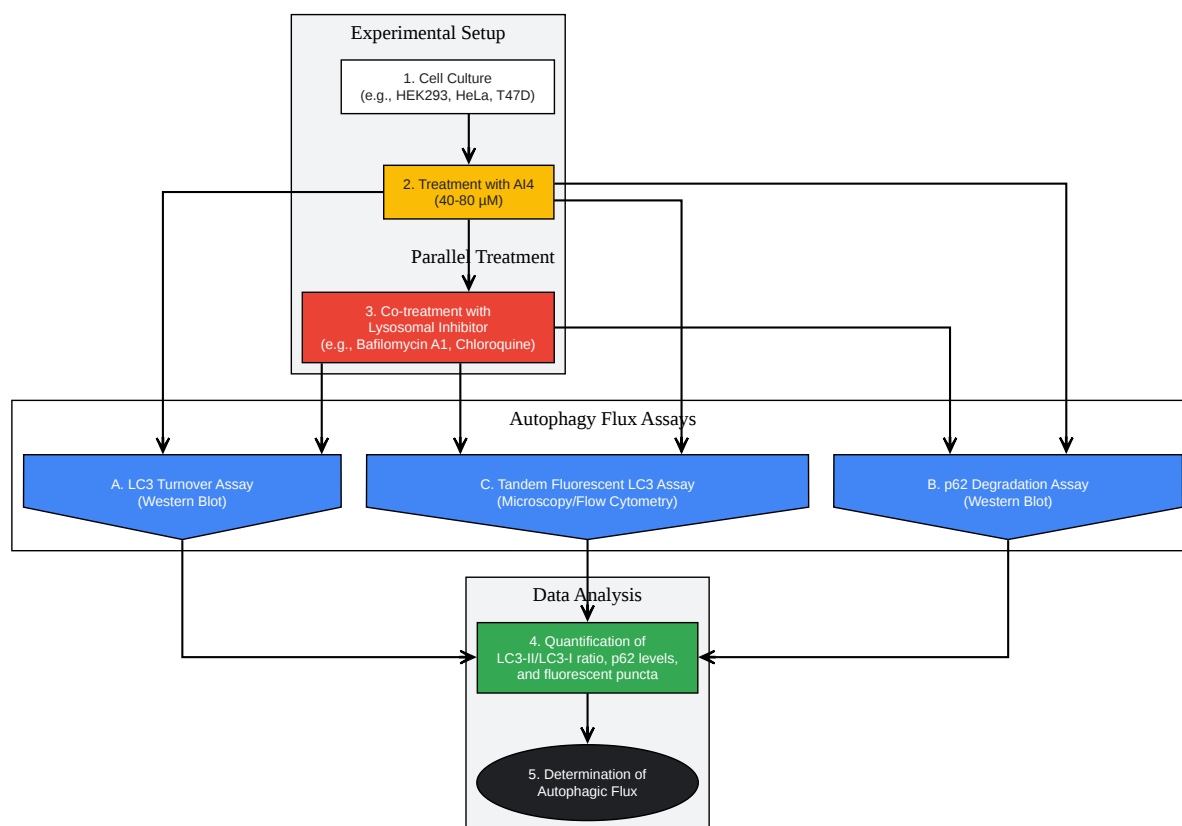 Experimental Setup
1. Cell Culture
(e.g., HEK293, HeLa, T47D)
2. Treatment with AI4
(40-80 µM)
Parallel Treatment
3. Co-treatment with
Lysosomal Inhibitor
(e.g., Bafilomycin A1, Chloroquine)
Autophagy Flux Assays
A. LC3 Turnover Assay
(Western Blot)
C. Tandem Fluorescent LC3 Assay
(Microscopy/Flow Cytometry)
B. p62 Degradation Assay
(Western Blot)
Data Analysis
4. Quantification of
LC3-II/LC3-I ratio, p62 levels,
and fluorescent puncta
5. Determination of
Autophagic Flux